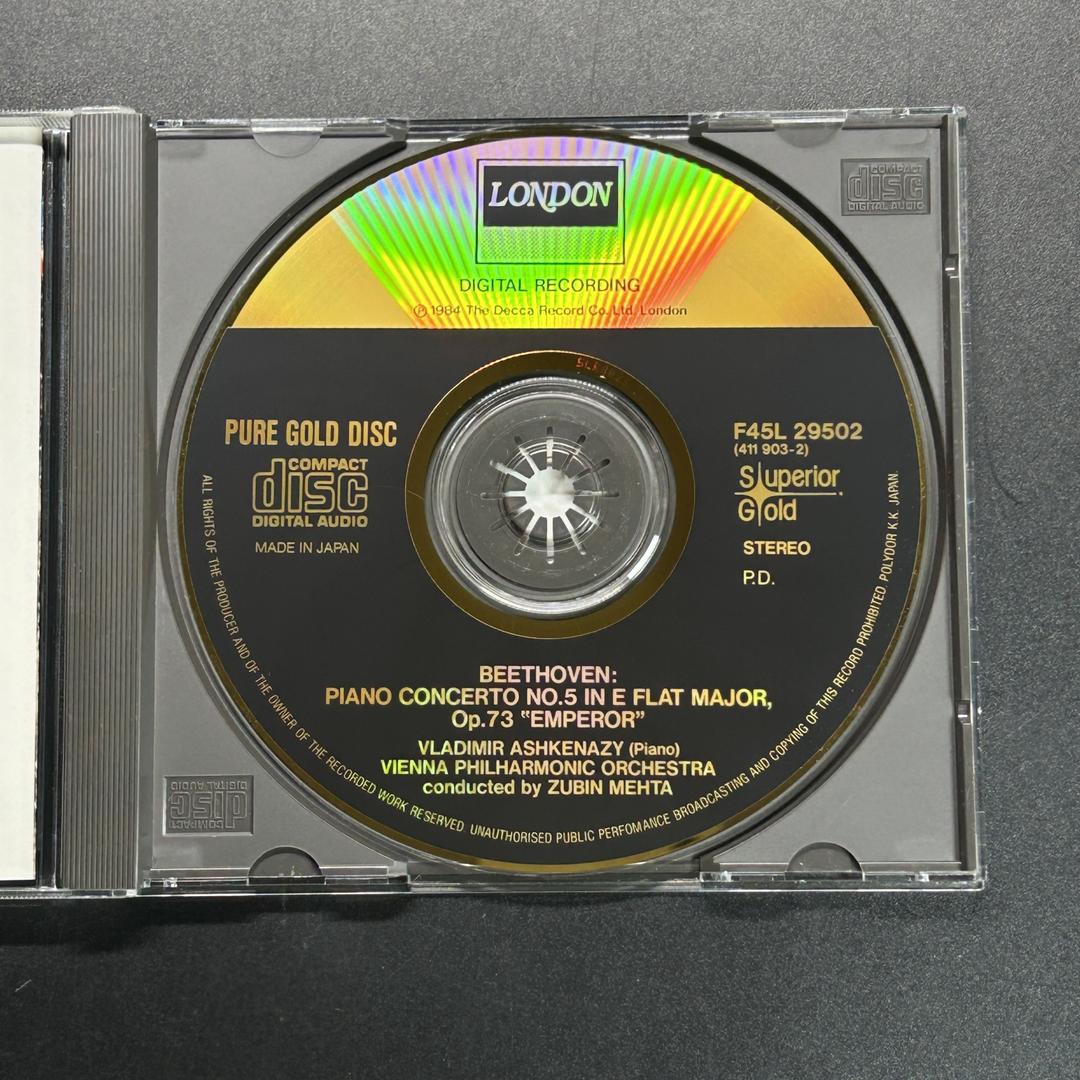 LONDON
DIGITAL RECORDING
℗ 1984 The Decca Record Co. Ltd. London
COMPACT
disc
DIGITAL AUDIO
PURE GOLD DISC
COMPACT
disc
DIGITAL AUDIO
MADE IN JAPAN
F45L 29502
(411 903-2)
Superior
Gold
STEREO
P.D.
BEETHOVEN:
PIANO CONCERTO NO.5 IN E FLAT MAJOR,
Op.73 “EMPEROR”
VLADIMIR ASHKENAZY (Piano)
VIENNA PHILHARMONIC ORCHESTRA
conducted by ZUBIN MEHTA
ALL RIGHTS OF THE PRODUCER AND OF THE OWNER OF THE RECORDED WORK RESERVED. UNAUTHORISED PUBLIC PERFOMANCE BROADCASTING AND COPYING OF THIS RECORD PROHIBITED. POLYDOR K.K. JAPAN.
COMPACT
disc
DIGITAL AUDIO